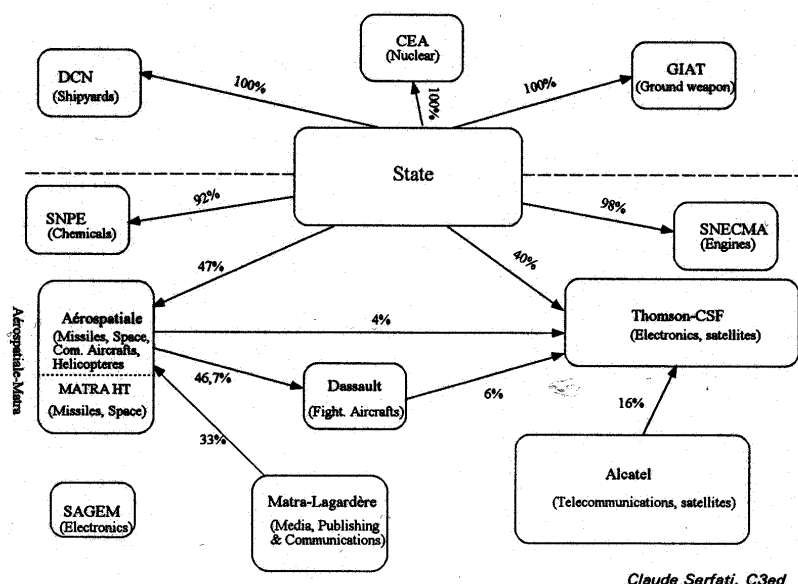 CEA
(Nuclear)
DCN
(Shipyards)
GIAT
(Ground weapon)
100%
100%
100%
State
SNPE
(Chemicals)
92%
98%
SNECMA
(Engines)
47%
40%
Aérospatiale
(Missiles, Space,
Com. Aircrafts,
Helicopteres
MATRA HT
(Missiles, Space)
Aérospatiale-Matra
4%
Thomson-CSF
(Electronics, satellites)
46,7%
Dassault
(Fight. Aircrafts)
6%
16%
33%
SAGEM
(Electronics)
Matra-Lagardère
(Media, Publishing
& Communications)
Alcatel
(Telecommunications, satellites)
Claude Serfati, C3ed